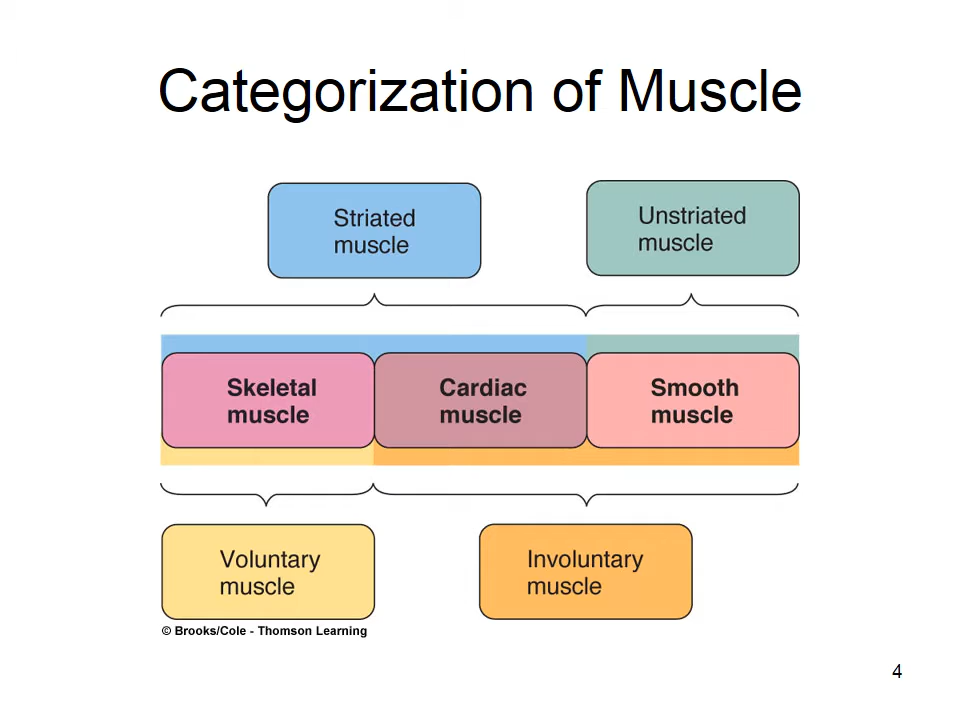 Categorization of Muscle
Striated
muscle
Unstriated
muscle
Skeletal
muscle
Cardiac
muscle
Smooth
muscle
Voluntary
muscle
Involuntary
muscle
© Brooks/Cole - Thomson Learning
4